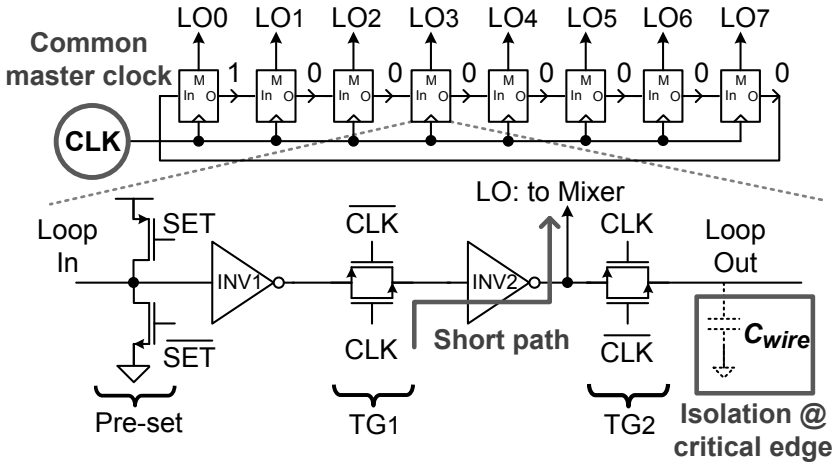 LO0 LO1 LO2 LO3 LO4 LO5 LO6 LO7
Common
master clock
1 0 0 0 0 0 0 0
M M M M M M M M
In O In O In O In O In O In O In O In O
CLK
LO: to Mixer
Loop
In
SET
SET
INV1
CLK
CLK
INV2
Short path
CLK
CLK
Loop
Out
Cwire
Pre-set
TG1
TG2
Isolation @
critical edge